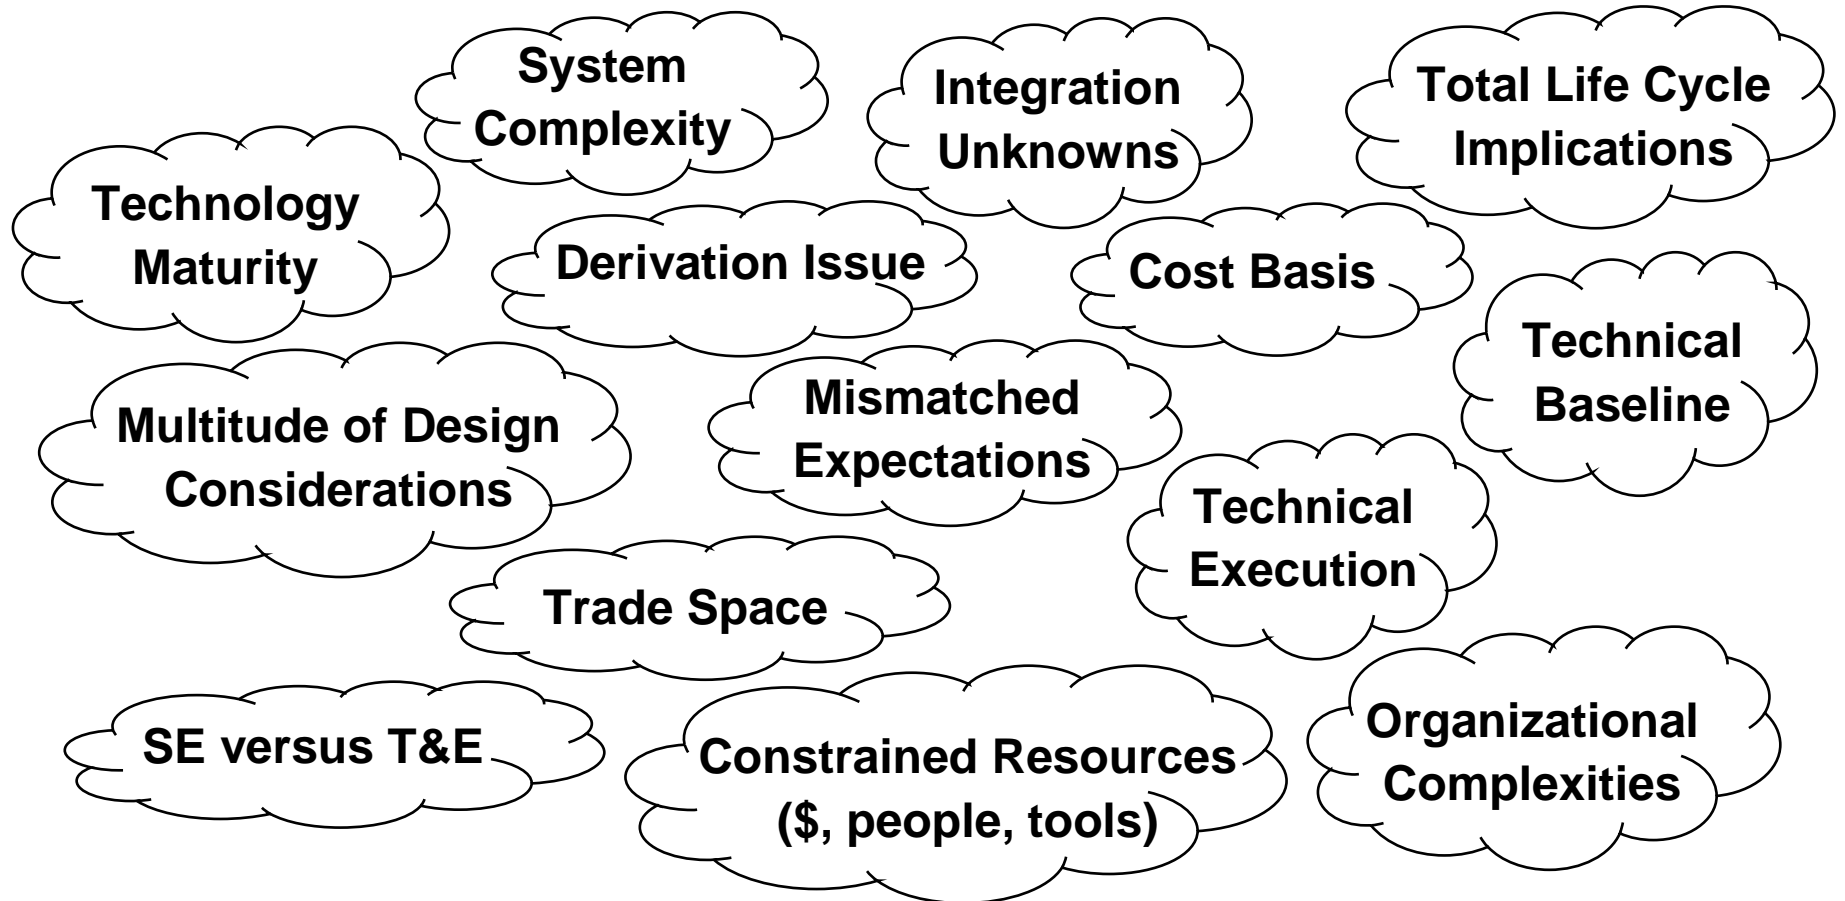 System
Complexity
Integration
Unknowns
Total Life Cycle
Implications
Technology
Maturity
Derivation Issue
Cost Basis
Technical
Baseline
Multitude of Design
Considerations
Mismatched
Expectations
Technical
Execution
Trade Space
SE versus T&E
Constrained Resources
($, people, tools)
Organizational
Complexities